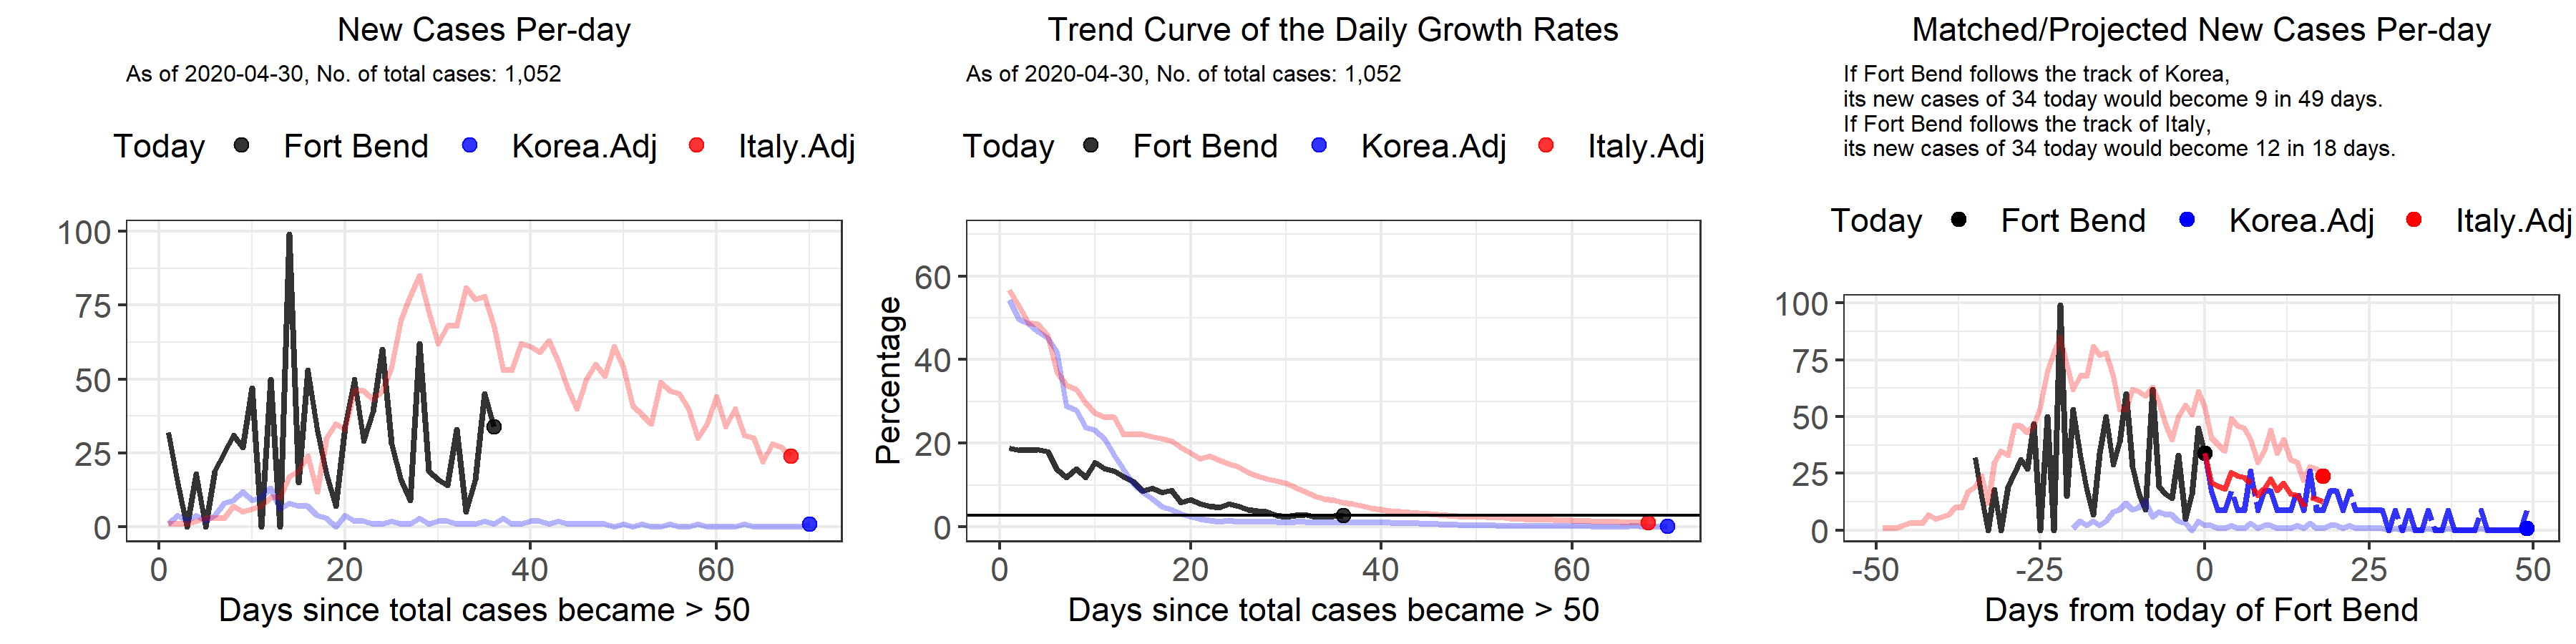 New Cases Per-day
As of 2020-04-30, No. of total cases: 1,052
Today Fort Bend Korea.Adj Italy.Adj
100
75
50
25
0
0 20 40 60
Days since total cases became > 50
Trend Curve of the Daily Growth Rates
As of 2020-04-30, No. of total cases: 1,052
Today Fort Bend Korea.Adj Italy.Adj
Percentage
60
40
20
0
0 20 40 60
Days since total cases became > 50
Matched/Projected New Cases Per-day
If Fort Bend follows the track of Korea,
its new cases of 34 today would become 9 in 49 days.
If Fort Bend follows the track of Italy,
its new cases of 34 today would become 12 in 18 days.
Today Fort Bend Korea.Adj Italy.Adj
100
75
50
25
0
-50 -25 0 25 50
Days from today of Fort Bend